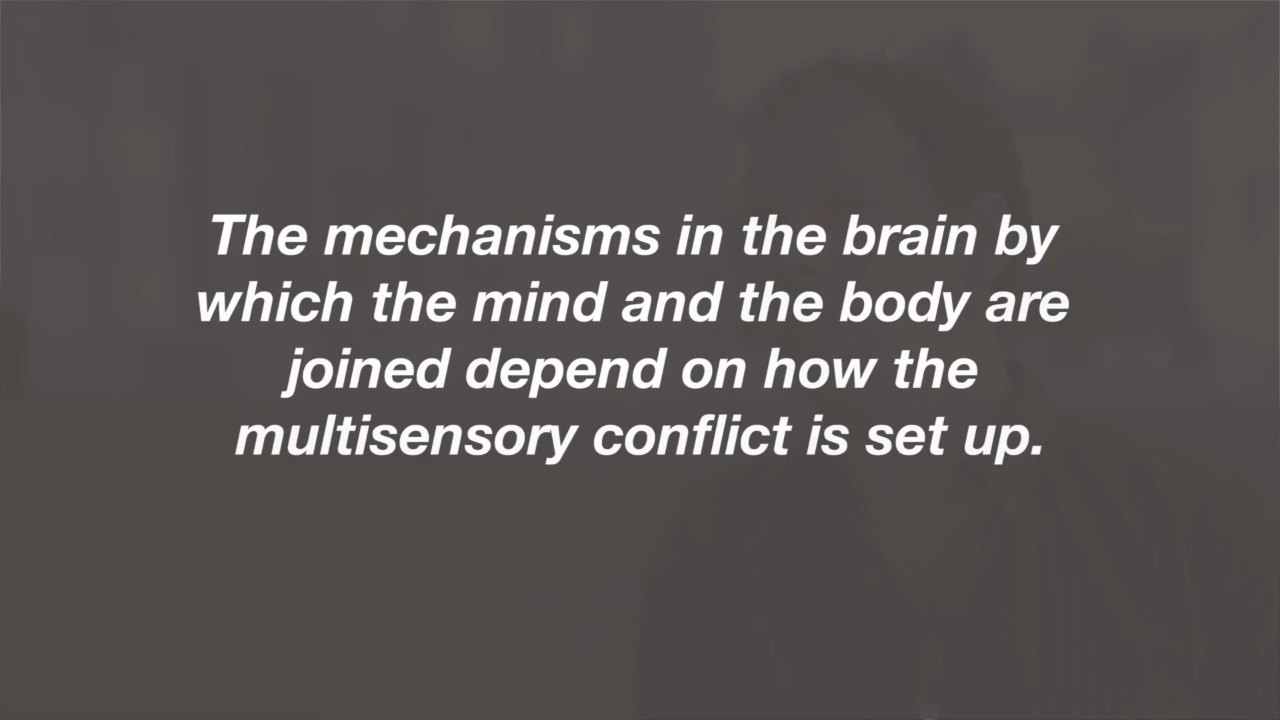 The mechanisms in the brain by
which the mind and the body are
joined depend on how the
multisensory conflict is set up.